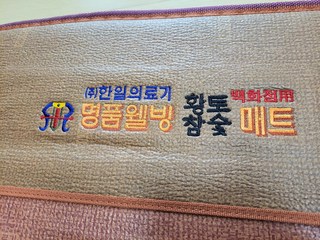 (주)한일의료기
명품웰빙
황토
참숯
백화점用
매트